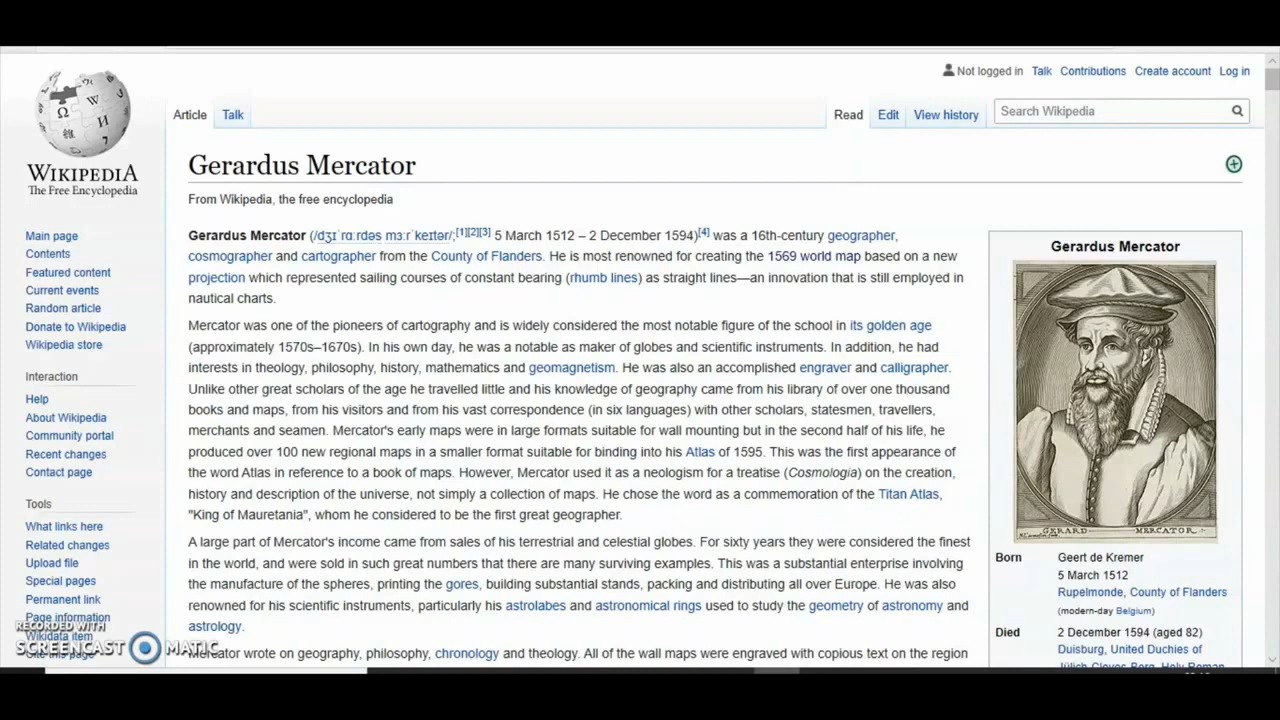 Not logged in Talk Contributions Create account Log in
Article Talk Read Edit View history Search Wikipedia
WIKIPEDIA
The Free Encyclopedia
Main page
Contents
Featured content
Current events
Random article
Donate to Wikipedia
Wikipedia store
Interaction
Help
About Wikipedia
Community portal
Recent changes
Contact page
Tools
What links here
Related changes
Upload file
Special pages
Permanent link
Page information
Wikidata item
Cite this page
RECORDED WITH
SCREENCAST MATIC
Gerardus Mercator
From Wikipedia, the free encyclopedia
Gerardus Mercator (/dʒɪˈrɑːrdəs mɜːrˈkeɪtər/;[1][2][3] 5 March 1512 – 2 December 1594)[4] was a 16th-century geographer,
cosmographer and cartographer from the County of Flanders. He is most renowned for creating the 1569 world map based on a new
projection which represented sailing courses of constant bearing (rhumb lines) as straight lines—an innovation that is still employed in
nautical charts.
Mercator was one of the pioneers of cartography and is widely considered the most notable figure of the school in its golden age
(approximately 1570s–1670s). In his own day, he was a notable as maker of globes and scientific instruments. In addition, he had
interests in theology, philosophy, history, mathematics and geomagnetism. He was also an accomplished engraver and calligrapher.
Unlike other great scholars of the age he travelled little and his knowledge of geography came from his library of over one thousand
books and maps, from his visitors and from his vast correspondence (in six languages) with other scholars, statesmen, travellers,
merchants and seamen. Mercator's early maps were in large formats suitable for wall mounting but in the second half of his life, he
produced over 100 new regional maps in a smaller format suitable for binding into his Atlas of 1595. This was the first appearance of
the word Atlas in reference to a book of maps. However, Mercator used it as a neologism for a treatise (Cosmologia) on the creation,
history and description of the universe, not simply a collection of maps. He chose the word as a commemoration of the Titan Atlas,
"King of Mauretania", whom he considered to be the first great geographer.
A large part of Mercator's income came from sales of his terrestrial and celestial globes. For sixty years they were considered the finest
in the world, and were sold in such great numbers that there are many surviving examples. This was a substantial enterprise involving
the manufacture of the spheres, printing the gores, building substantial stands, packing and distributing all over Europe. He was also
renowned for his scientific instruments, particularly his astrolabes and astronomical rings used to study the geometry of astronomy and
astrology.
Mercator wrote on geography, philosophy, chronology and theology. All of the wall maps were engraved with copious text on the region
Gerardus Mercator
GERARD MERCATOR
Born Geert de Kremer
5 March 1512
Rupelmonde, County of Flanders
(modern-day Belgium)
Died 2 December 1594 (aged 82)
Duisburg, United Duchies of
Jülich-Cleves-Berg, Holy Roman